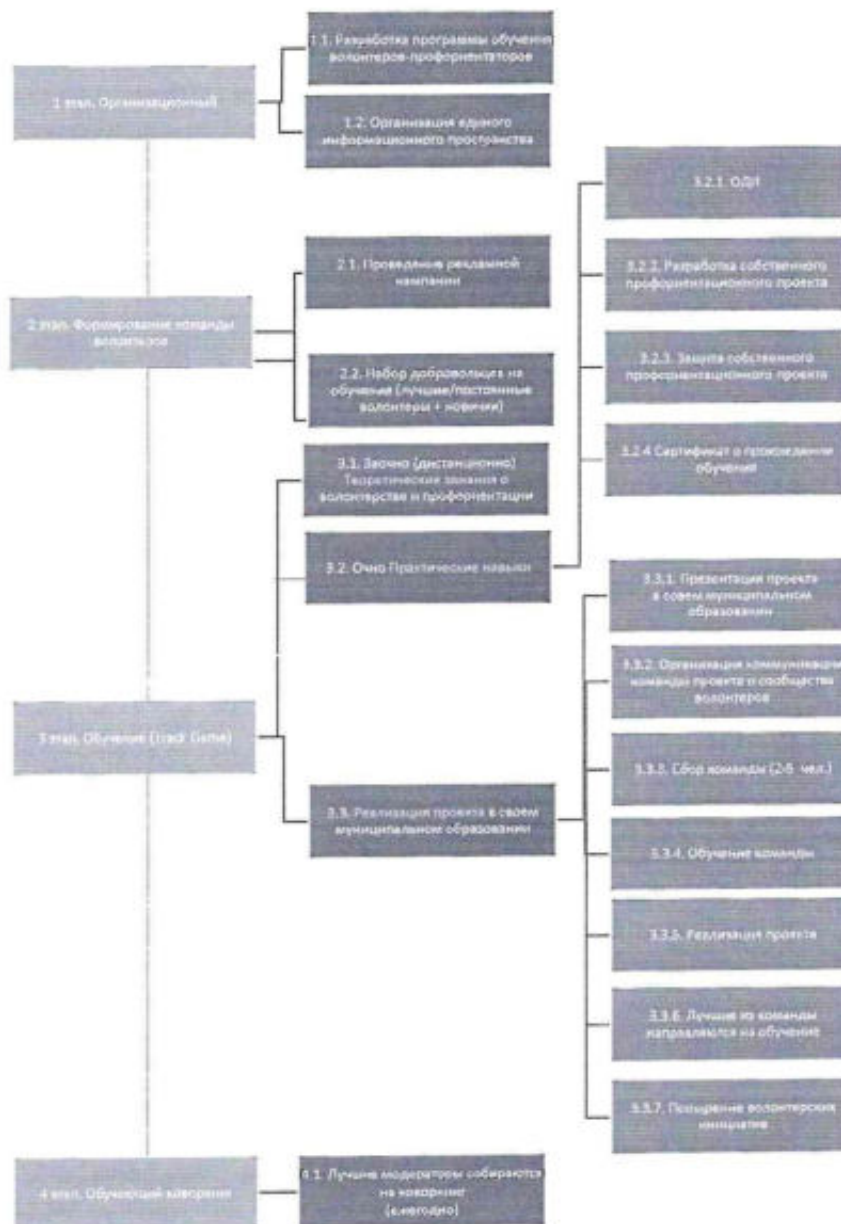 1 этап. Организационный
1.1. Разработка программы обучения
волонтеров-профориентаторов
1.2. Организация единого
информационного пространства
2 этап. Формирование команды
2.1. Проведение рекламной
кампании
2.2. Набор добровольцев на
обучения (лучшие/постоянные
волонтеры + новички)
3 этап. Обучение (Track Game)
3.1. Заочно (дистанционно)
Теоретические знания о
волонтерстве и профориентации
3.2. Очно Практические навыки
3.2.1. ОДИ
3.2.2. Разработка собственного
профориентационного проекта
3.2.3. Защита собственного
профориентационного проекта
3.2.4 Сертификат о прохождении
обучения
3.3. Реализация проекта в своем
муниципальном образовании
3.3.1. Презентация проекта
в совем муниципальном
образовании
3.3.2. Организация коммуникации
команды проекта и сообщества
волонтеров
3.3.3. Сбор команды чел.)
3.3.4. Обучение команды
3.3.5. Реализация проекта
3.3.6. Лучшие из команды
направляются на обучение
3.3.7. Поощрение волонтерских
инициатив
4 этап. Обучающий коворкинг
4.1. Лучшие модераторы собираются
на коворкинг
(ежегодно)